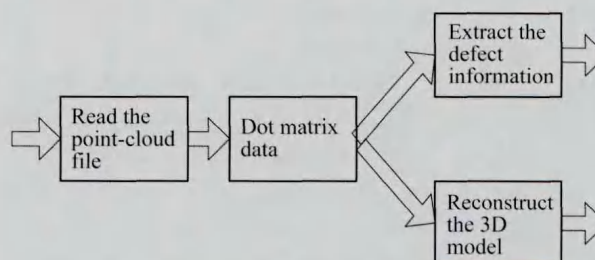 Read the
point-cloud
file
Dot matrix
data
Extract the
defect
information
Reconstruct
the 3D
model